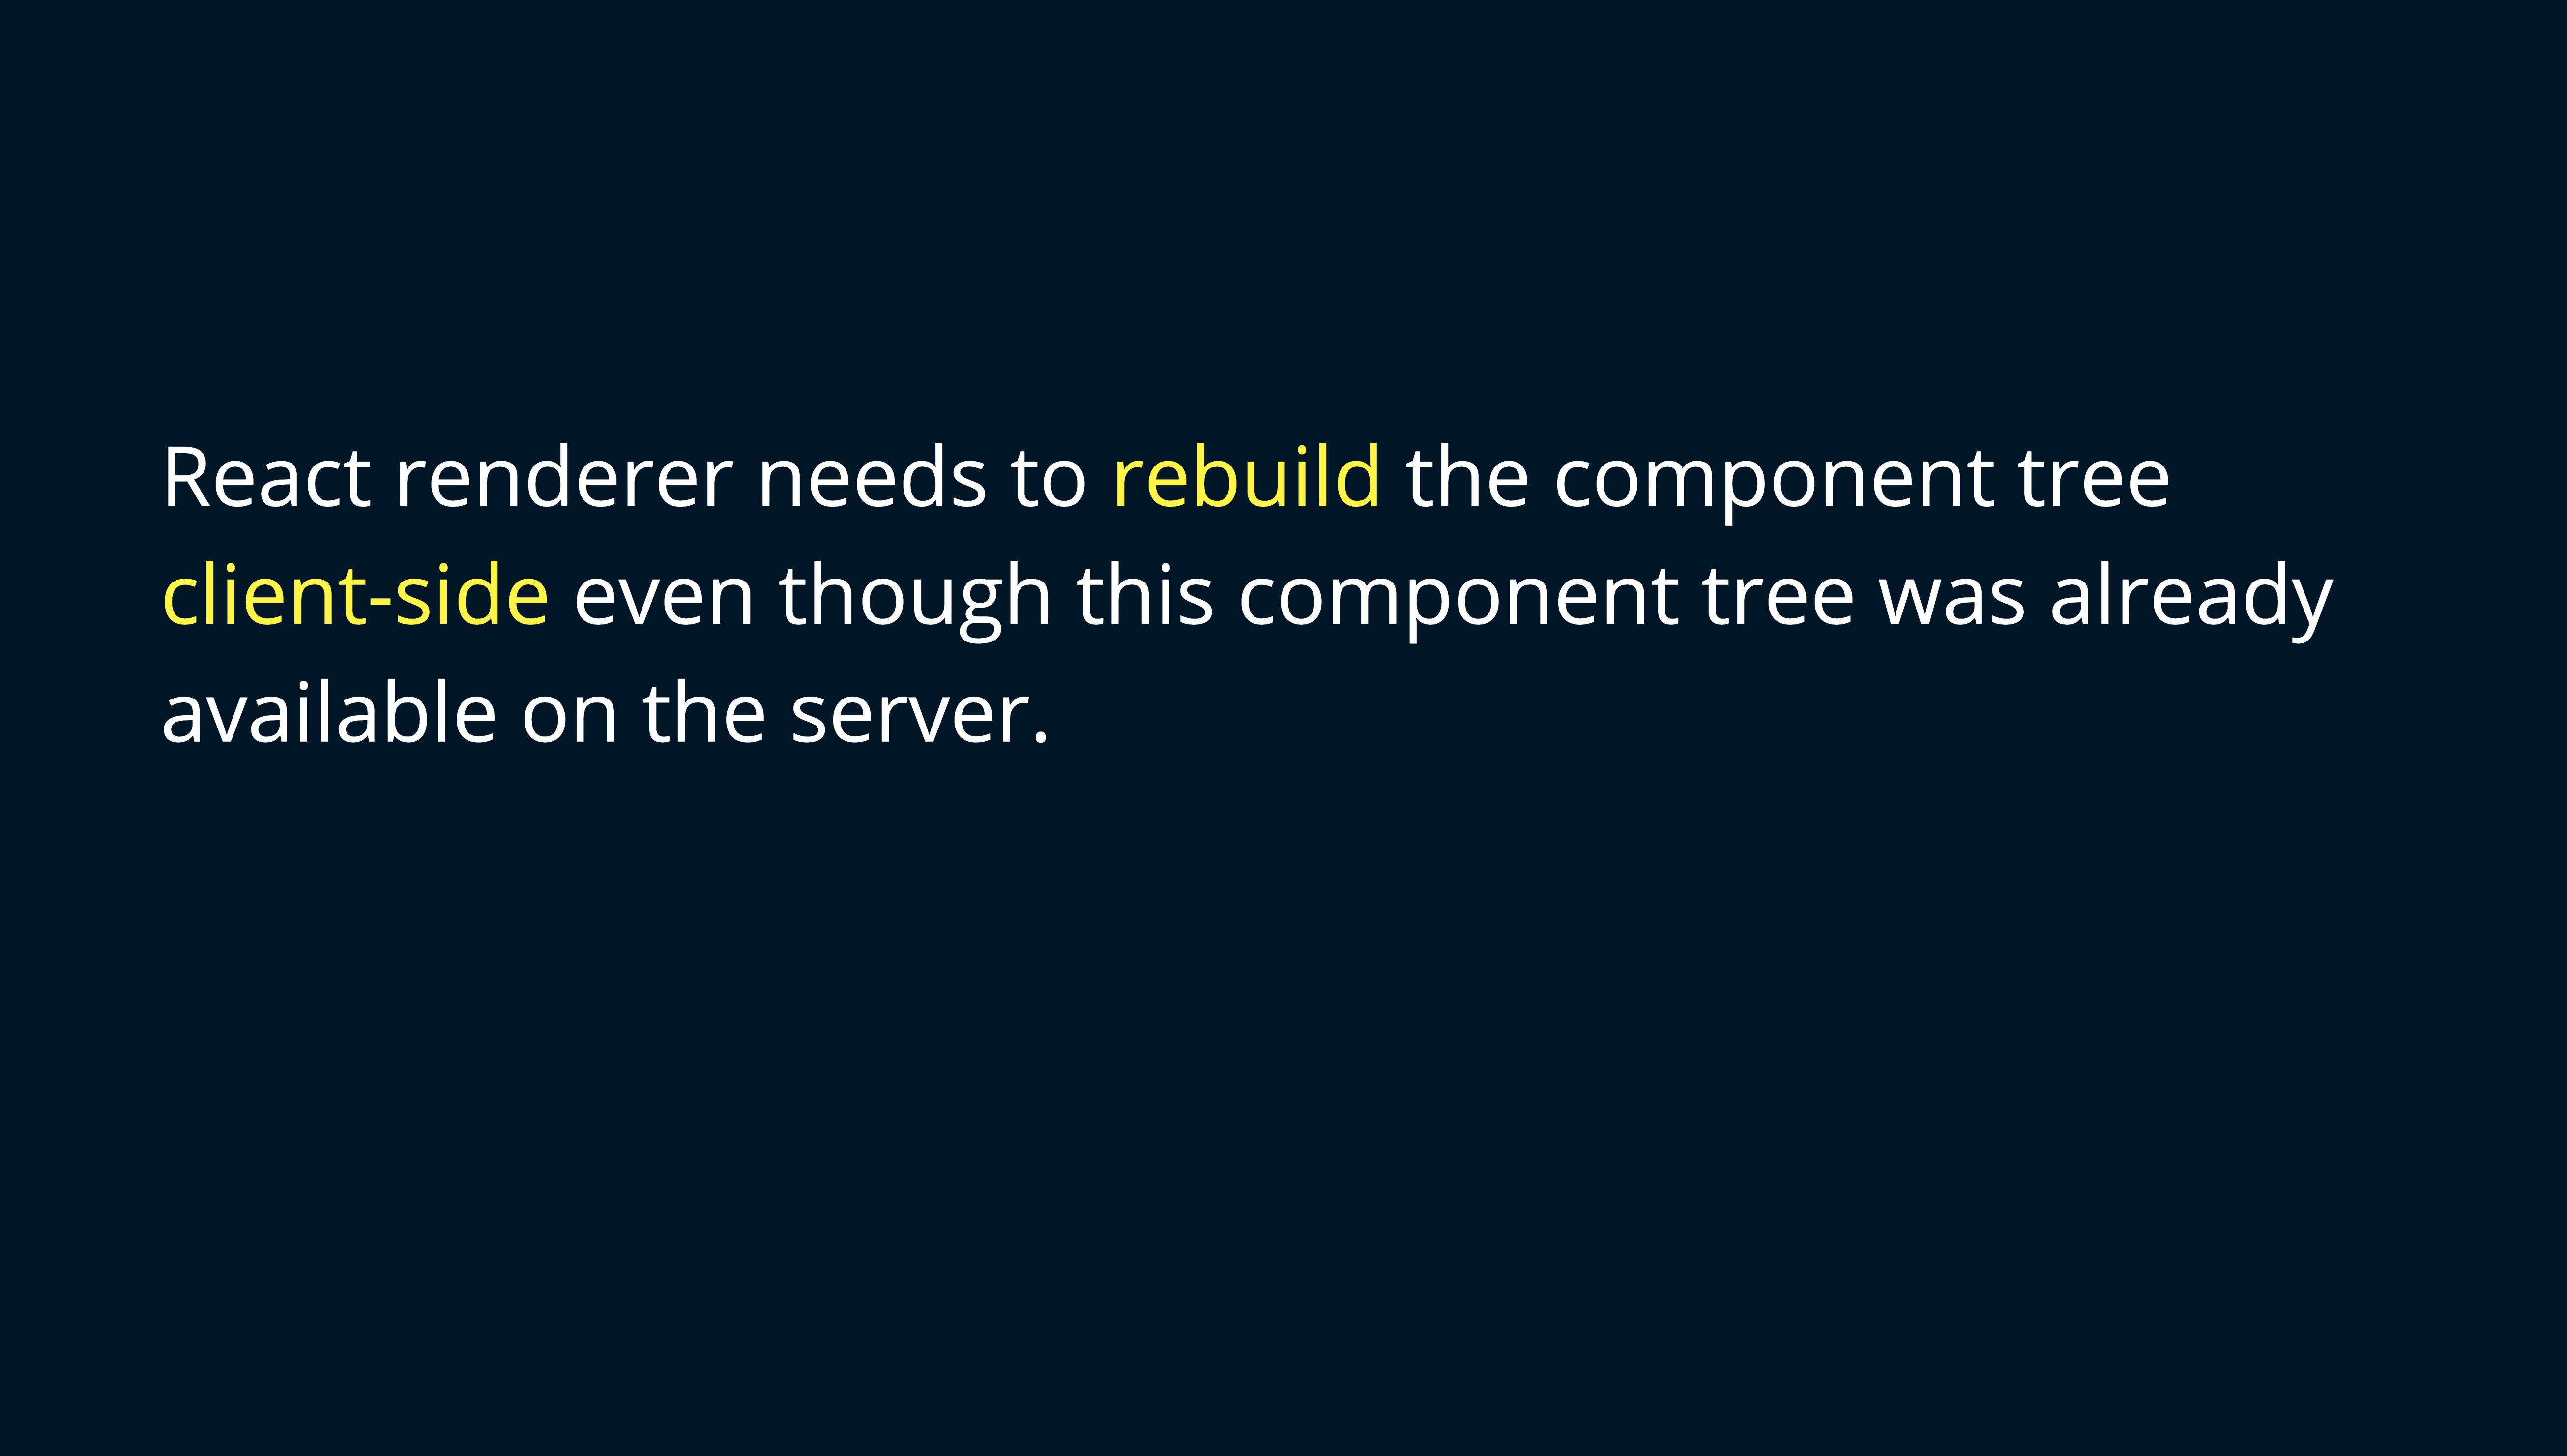 React renderer needs to rebuild the component tree
client-side even though this component tree was already
available on the server.